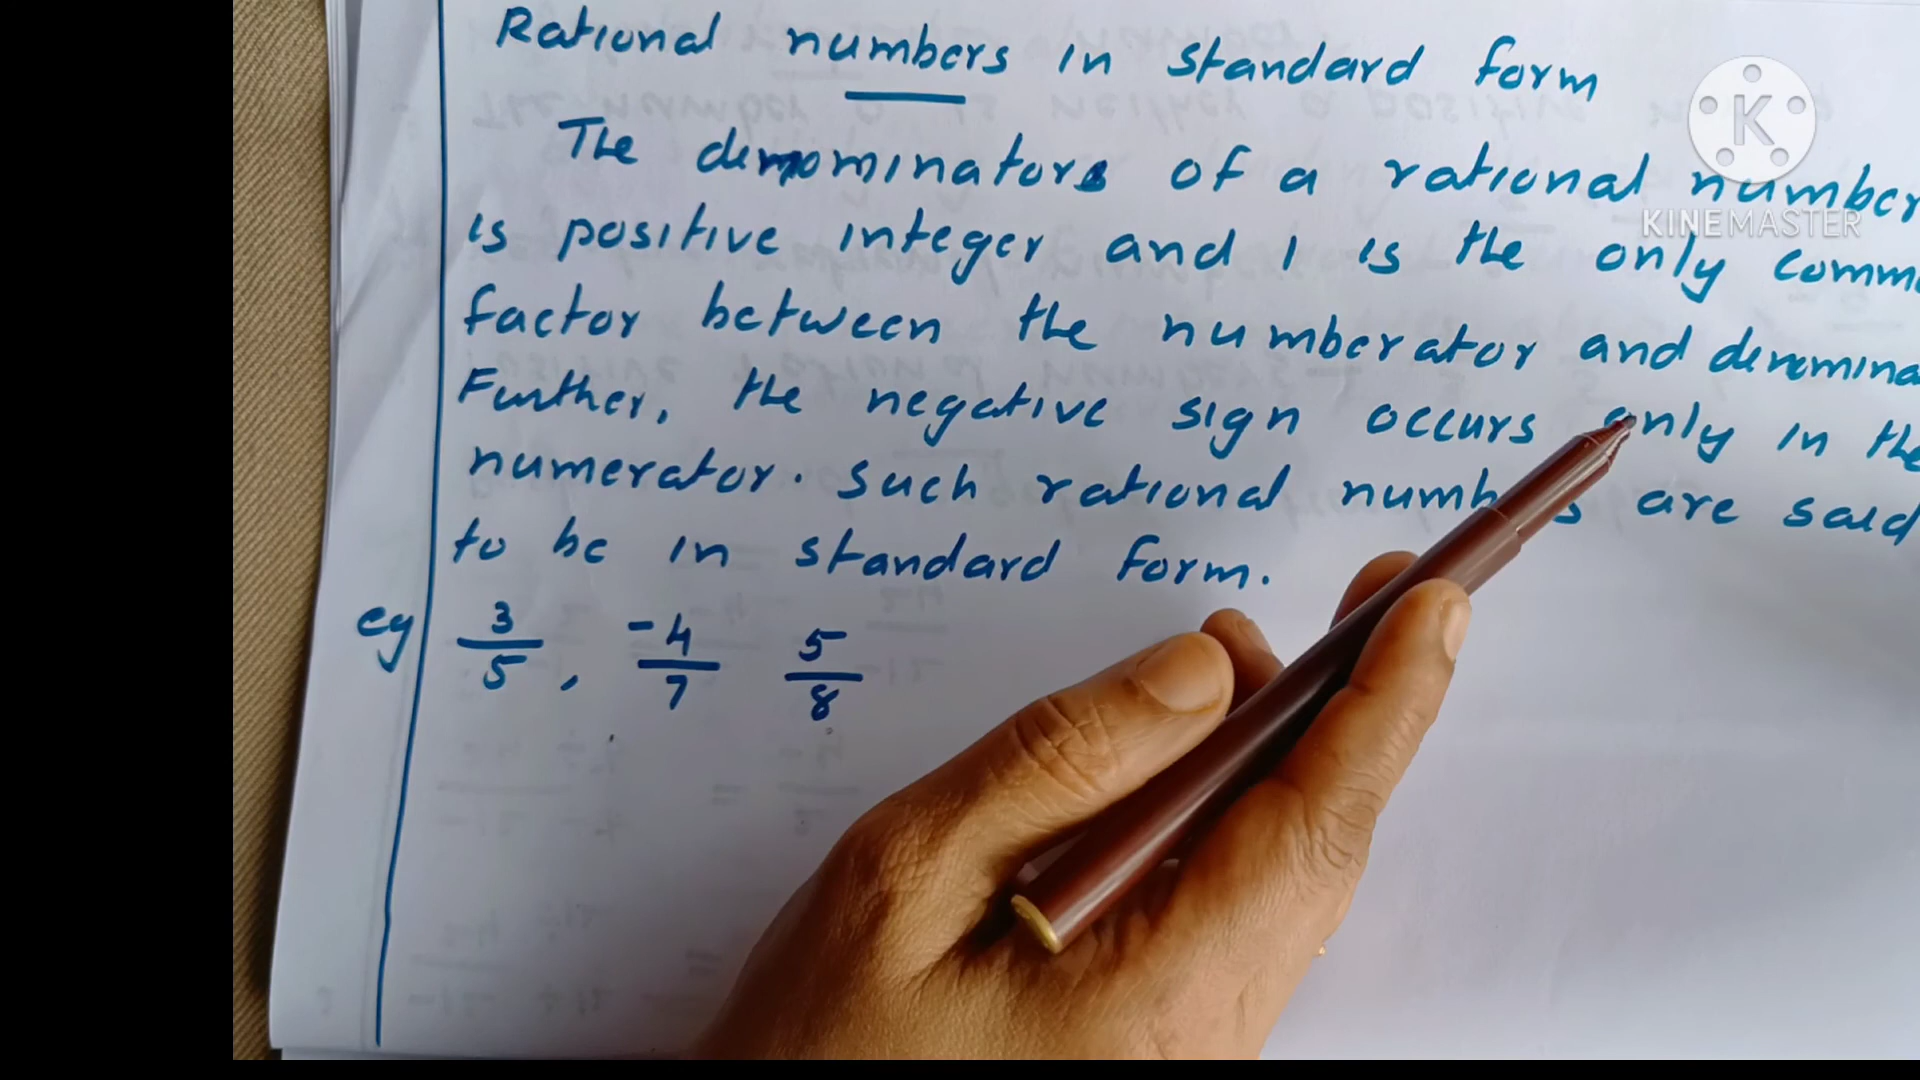 Rational numbers in standard form
The denominators of a rational number
is positive integer and 1 is the only comm
factor between the numberator and denomina
Further, the negative sign occurs only in the
numerator. Such rational are said
to be in standard form.
eg 3/5, -4/7 5/8
K
KINEMASTER